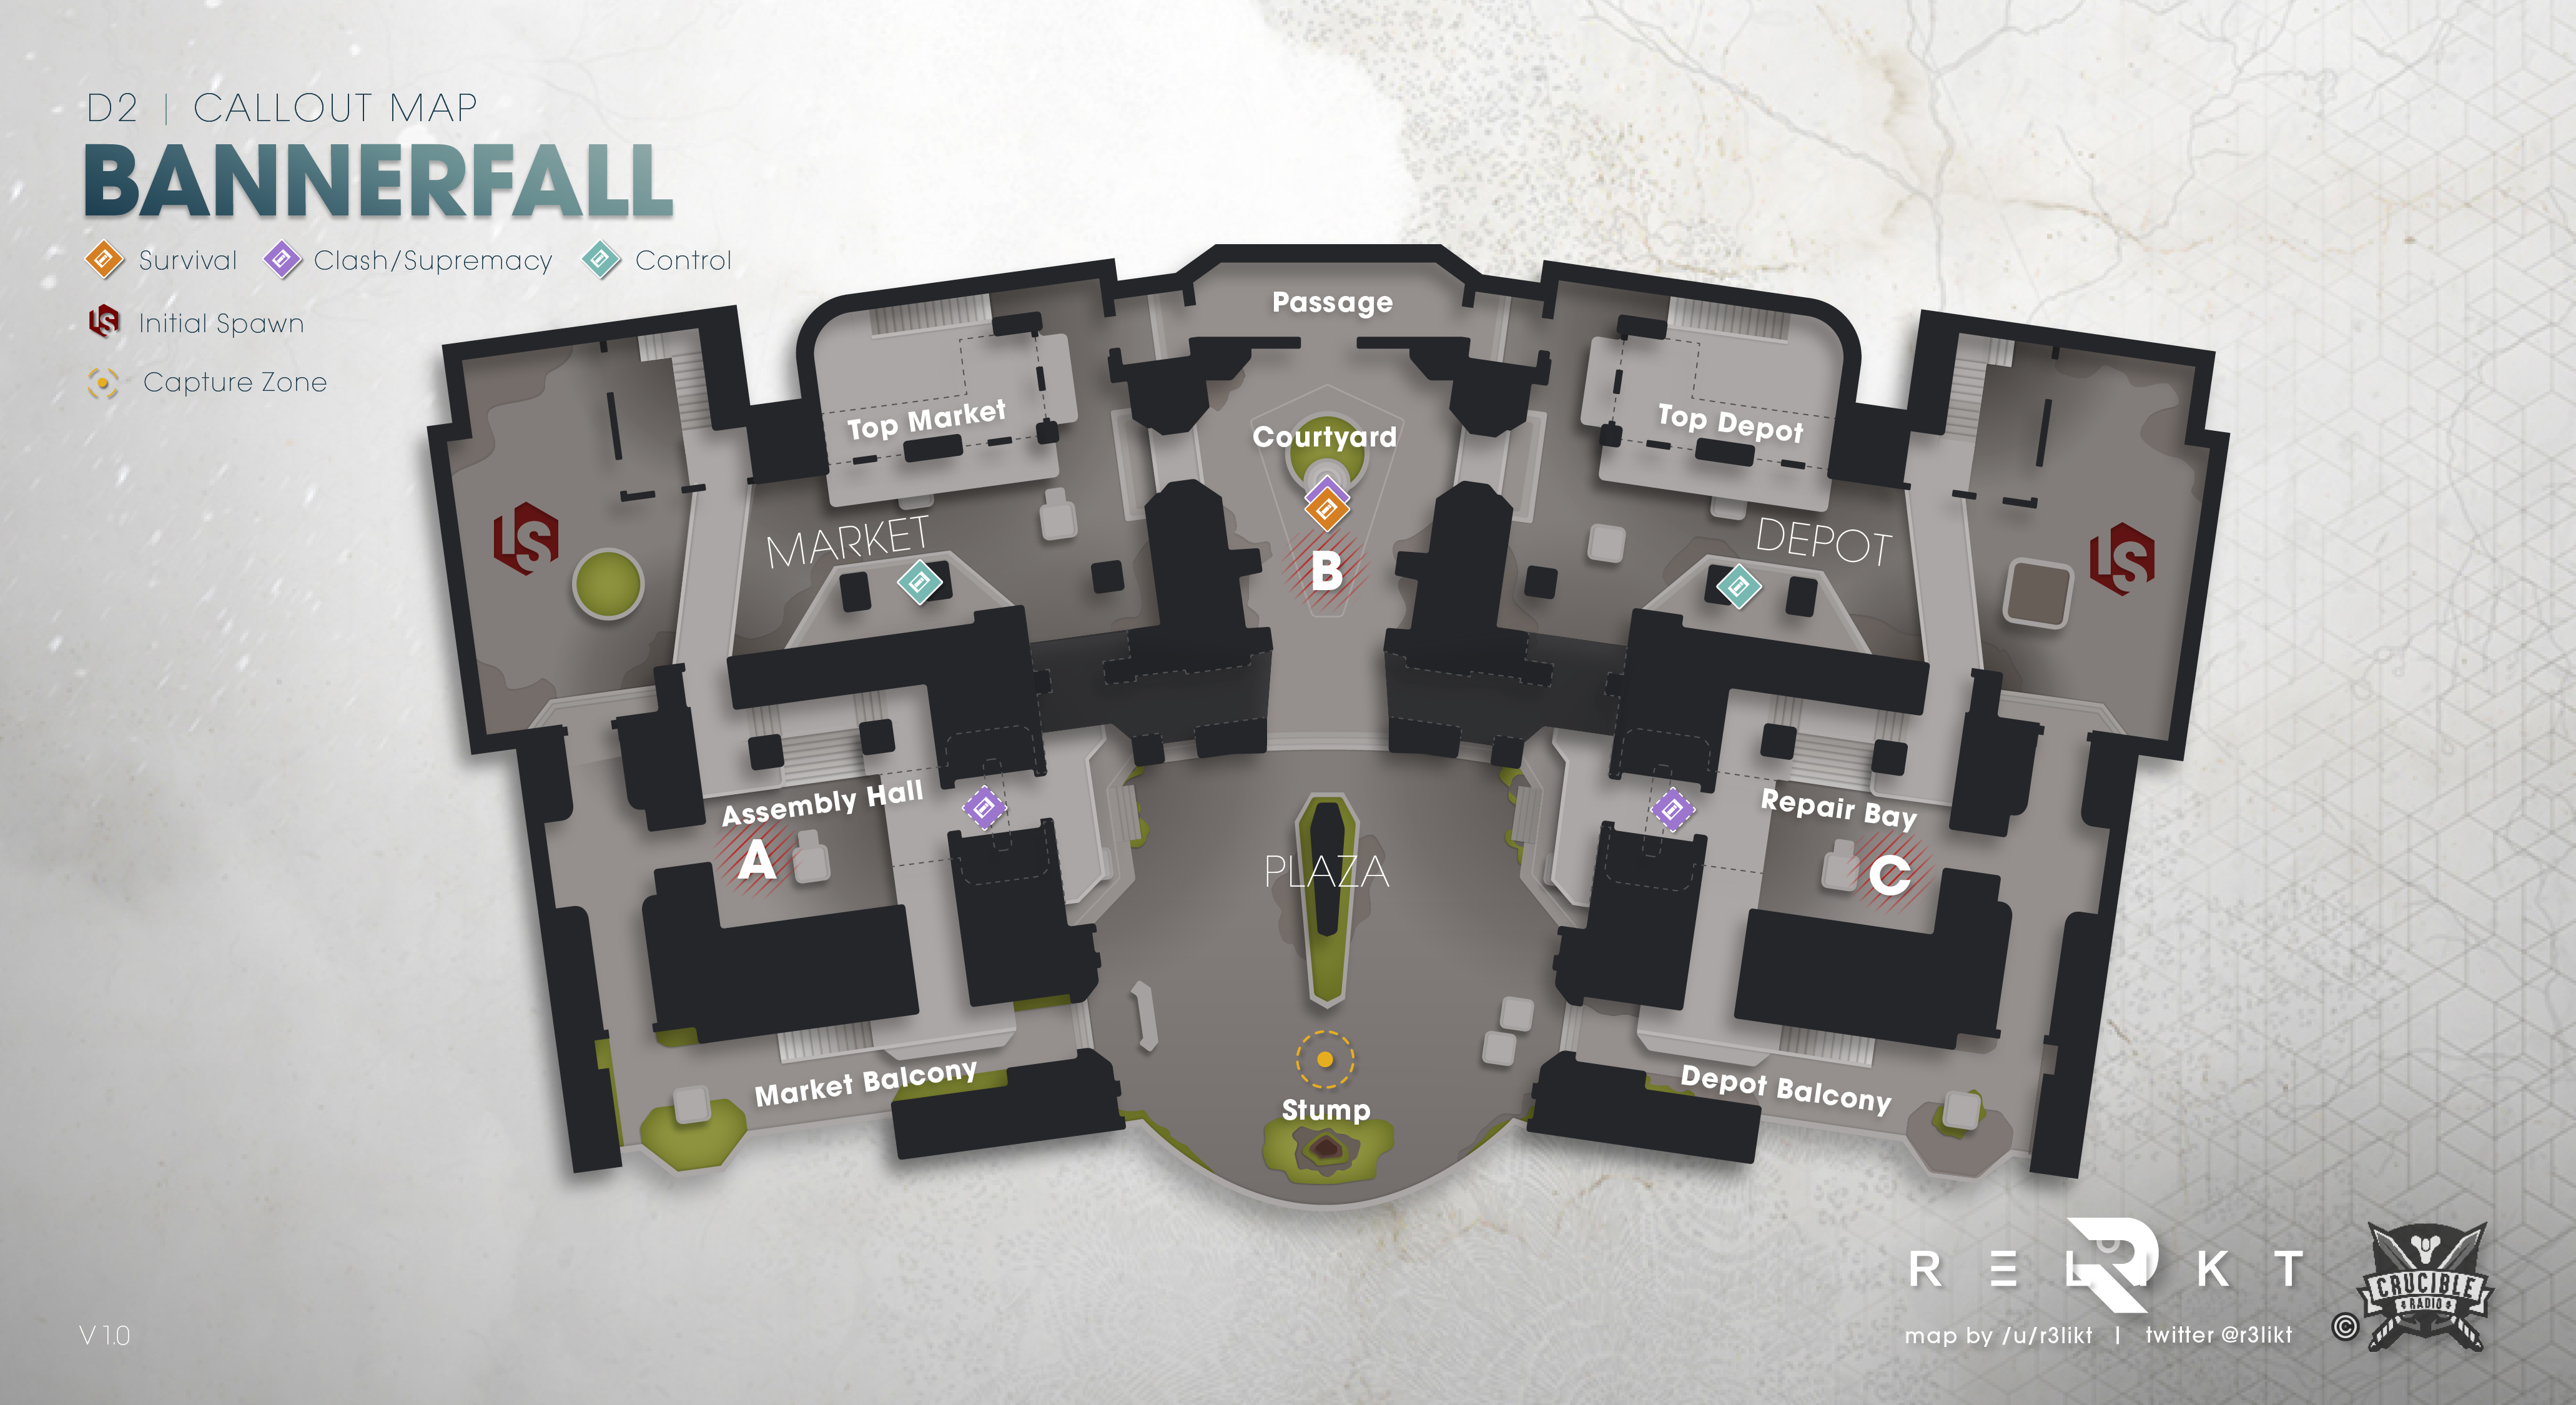 D2 | CALLOUT MAP
BANNERFALL
Survival
Clash/Supremacy
Control
Initial Spawn
Capture Zone
Passage
Top Market
Courtyard
Top Depot
MARKET
DEPOT
B
Assembly Hall
Repair Bay
A
PLAZA
C
Market Balcony
Depot Balcony
Stump
RELIKT
CRUCIBLE
RADIO
©
V 1.0
map by /u/r3likt | twitter @r3likt